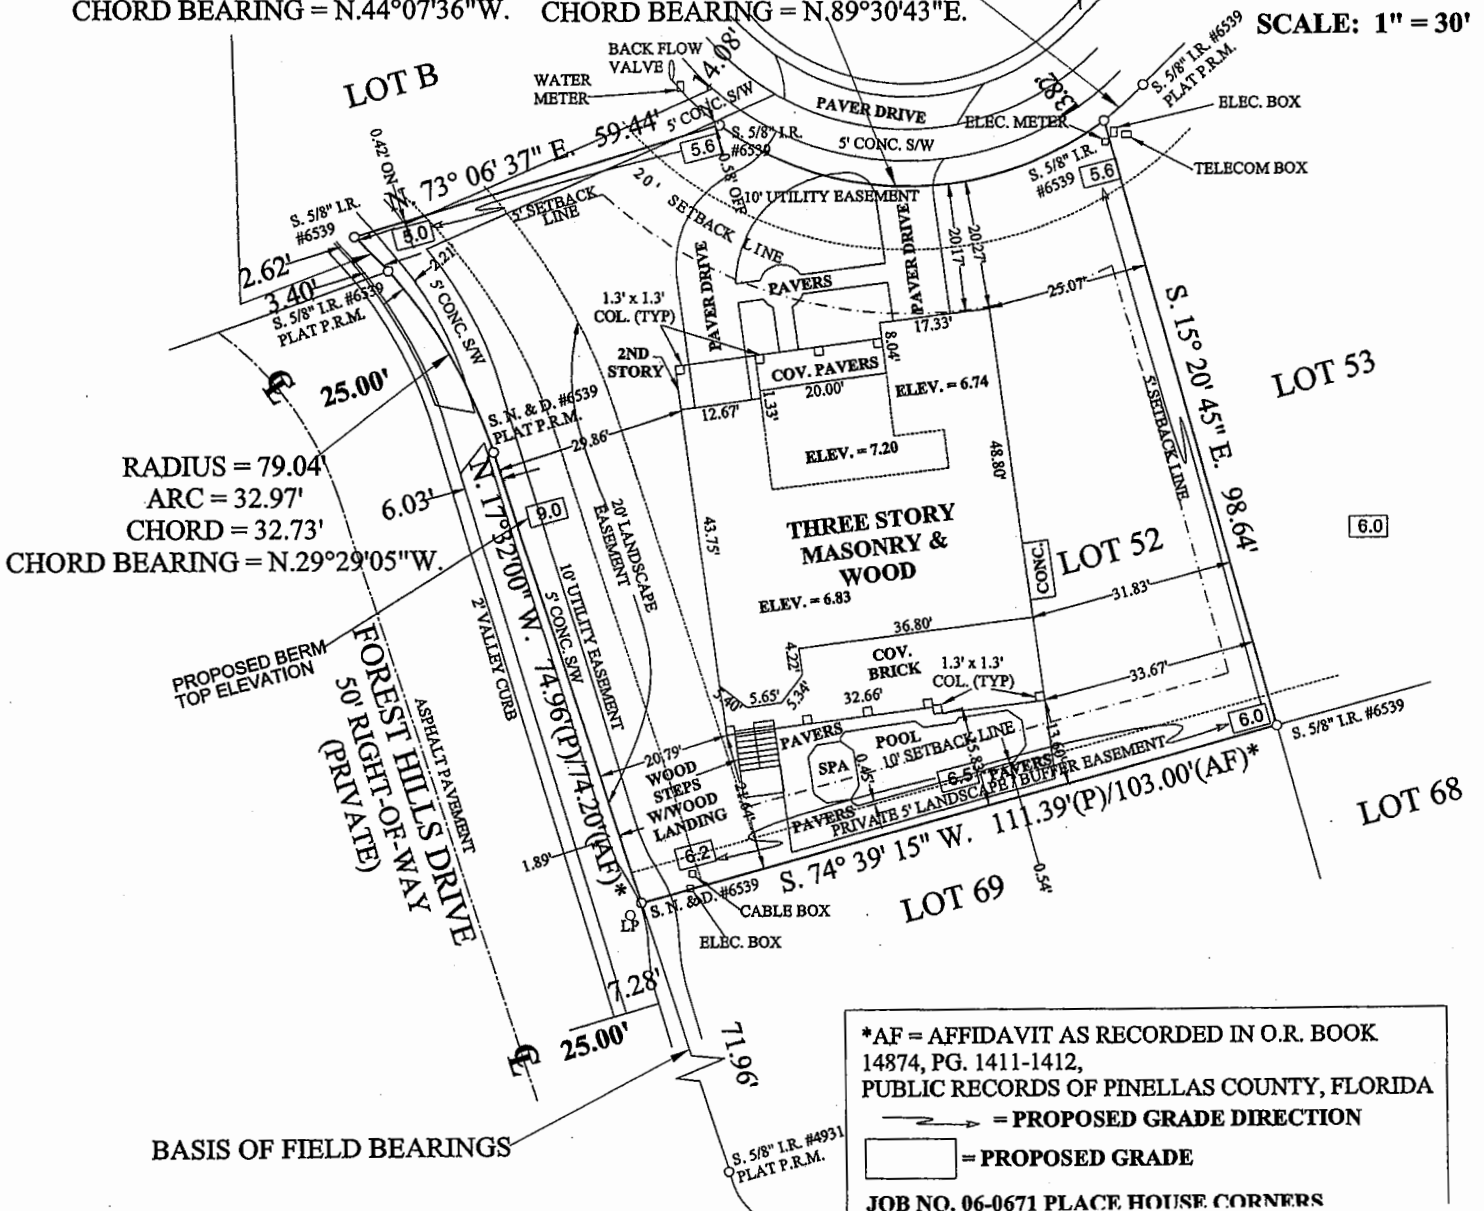 CHORD BEARING = N.44°07'36"W.
CHORD BEARING = N.89°30'43"E.
SCALE: 1" = 30'
LOT B
BACK FLOW
VALVE
WATER
METER
14.08'
5' CONC. S/W
PAVER DRIVE
5' CONC. S/W
ELEC. METER
S. 5/8" I.R. #6539
PLAT P.R.M.
ELEC. BOX
TELECOM BOX
S. 5/8" I.R.
#6539
5.6
N. 73° 06' 37" E. 59.44'
0.42' ON
5.6
S. 5/8" I.R.
#6539
0.58' OFF
10' UTILITY EASEMENT
20' SETBACK LINE
5' SETBACK
LINE
S. 5/8" I.R.
#6539
5.0
2.62'
3.40'
2.21'
S. 5/8" I.R. #6539
PLAT P.R.M.
5' CONC. S/W
PAVER DRIVE
PAVER DRIVE
PAVERS
20.17'
20.27'
25.07'
17.33'
1.3' x 1.3'
COL. (TYP)
2ND
STORY
COV. PAVERS
20.00'
8.04'
ELEV. = 6.74
12.67'
1.33'
ELEV. = 7.20
S. 15° 20' 45" E. 98.64'
5' SETBACK LINE
LOT 53
CL
25.00'
S. N. & D. #6539
PLAT P.R.M.
29.86'
48.80'
43.75'
RADIUS = 79.04'
ARC = 32.97'
CHORD = 32.73'
CHORD BEARING = N.29°29'05"W.
6.03'
9.0
20' LANDSCAPE
EASEMENT
THREE STORY
MASONRY &
WOOD
ELEV. = 6.83
CONC
LOT 52
6.0
31.83'
N. 17°32'00" W. 74.96'(P)/74.20'(AF)*
10' UTILITY EASEMENT
5' CONC. S/W
2' VALLEY CURB
PROPOSED BERM
TOP ELEVATION
FOREST HILLS DRIVE
50' RIGHT-OF-WAY
(PRIVATE)
ASPHALT PAVEMENT
36.80'
4.22'
COV.
BRICK
1.3' x 1.3'
COL. (TYP)
33.67'
5.40'
5.65'
5.34'
32.66'
PAVERS
POOL
10' SETBACK LINE
SPA
0.45'
6.5
PAVERS
PAVERS
PRIVATE 5' LANDSCAPE / BUFFER EASEMENT
6.0
S. 5/8" I.R. #6539
20.79'
WOOD
STEPS
W/WOOD
LANDING
21.64'
6.2
1.89'
S. 74° 39' 15" W. 111.39'(P)/103.00'(AF)*
0.54'
LOT 68
LOT 69
S. N. & D. #6539
CABLE BOX
ELEC. BOX
LP
7.28'
25.00'
CL
71.96'
BASIS OF FIELD BEARINGS
S. 5/8" I.R. #4931
PLAT P.R.M.
*AF = AFFIDAVIT AS RECORDED IN O.R. BOOK
14874, PG. 1411-1412,
PUBLIC RECORDS OF PINELLAS COUNTY, FLORIDA
= PROPOSED GRADE DIRECTION
= PROPOSED GRADE
JOB NO. 06-0671 PLACE HOUSE CORNERS